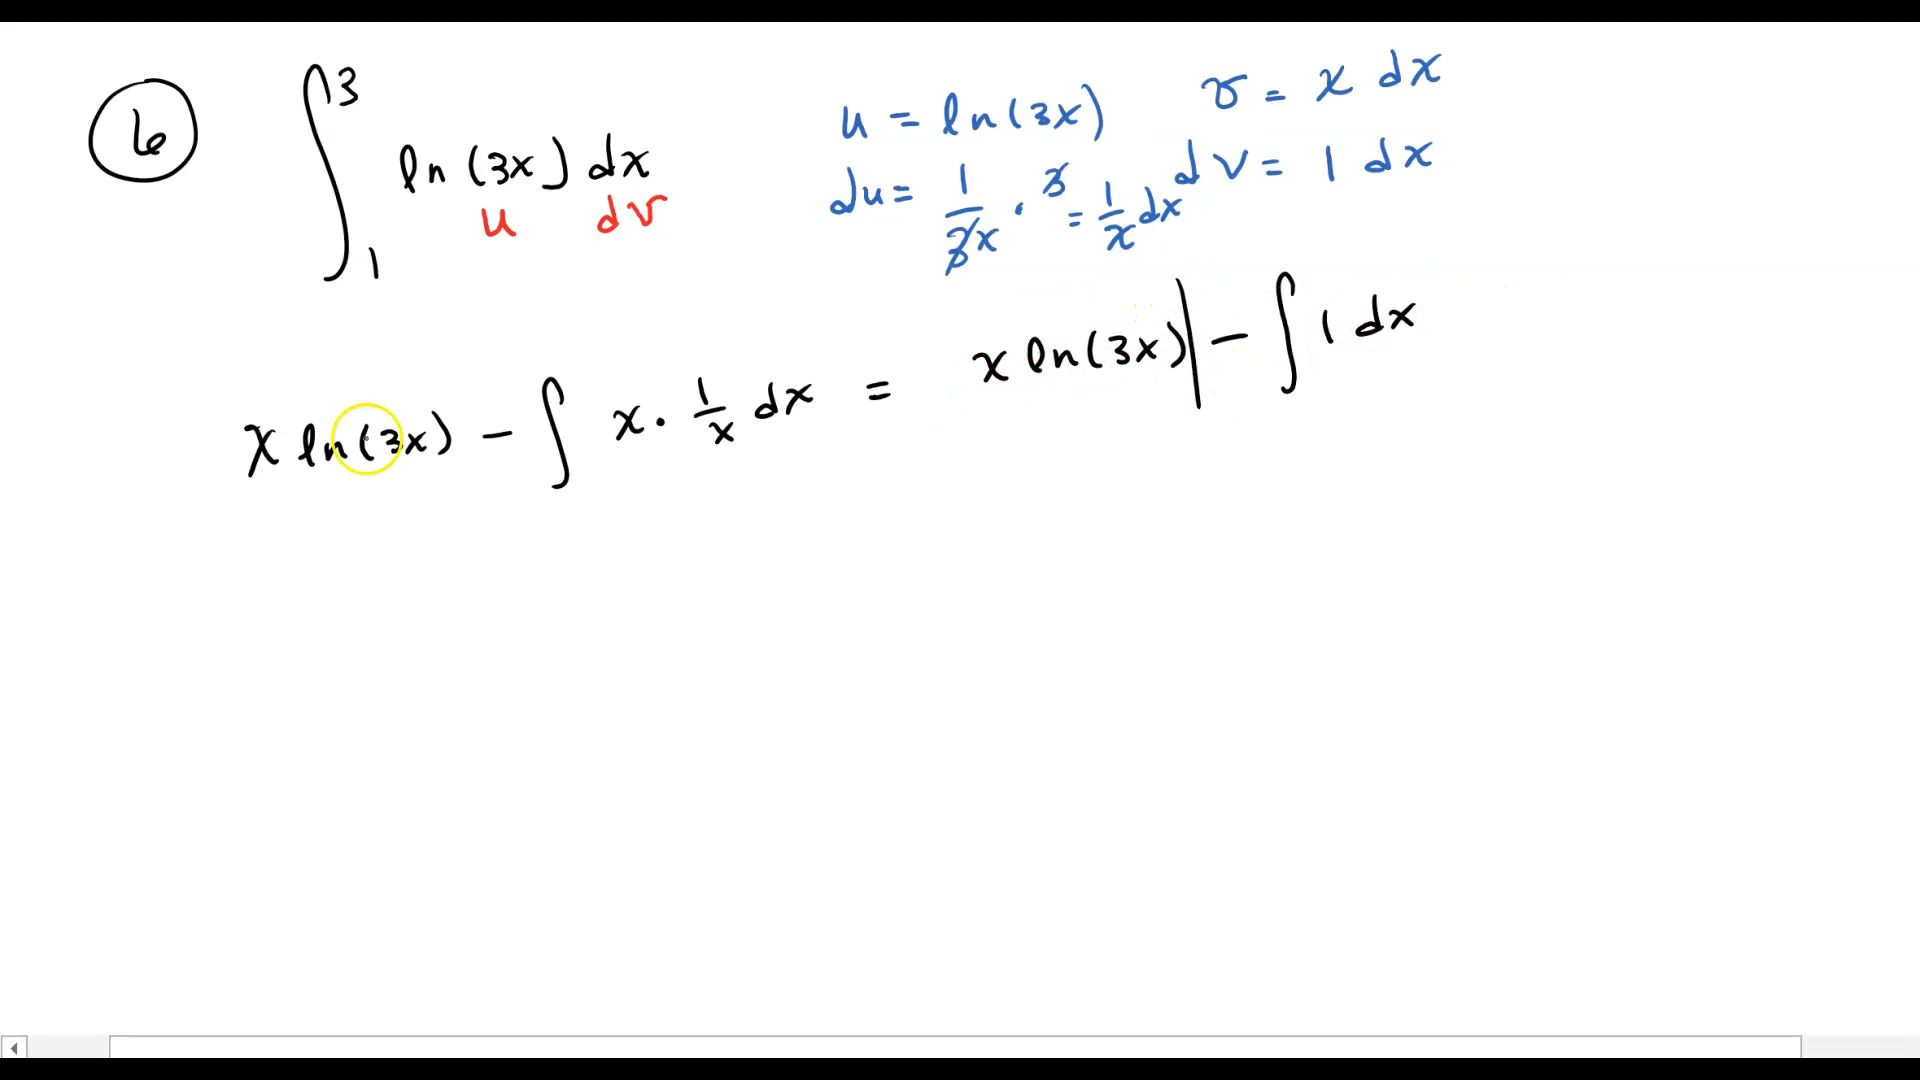 6 ∫₁³ ln(3x) dx
u dv
u = ln(3x) v = x dx
du = 1/3x · 3 = 1/x dx dv = 1 dx
x ln(3x) - ∫ x · 1/x dx = x ln(3x)| - ∫ 1 dx